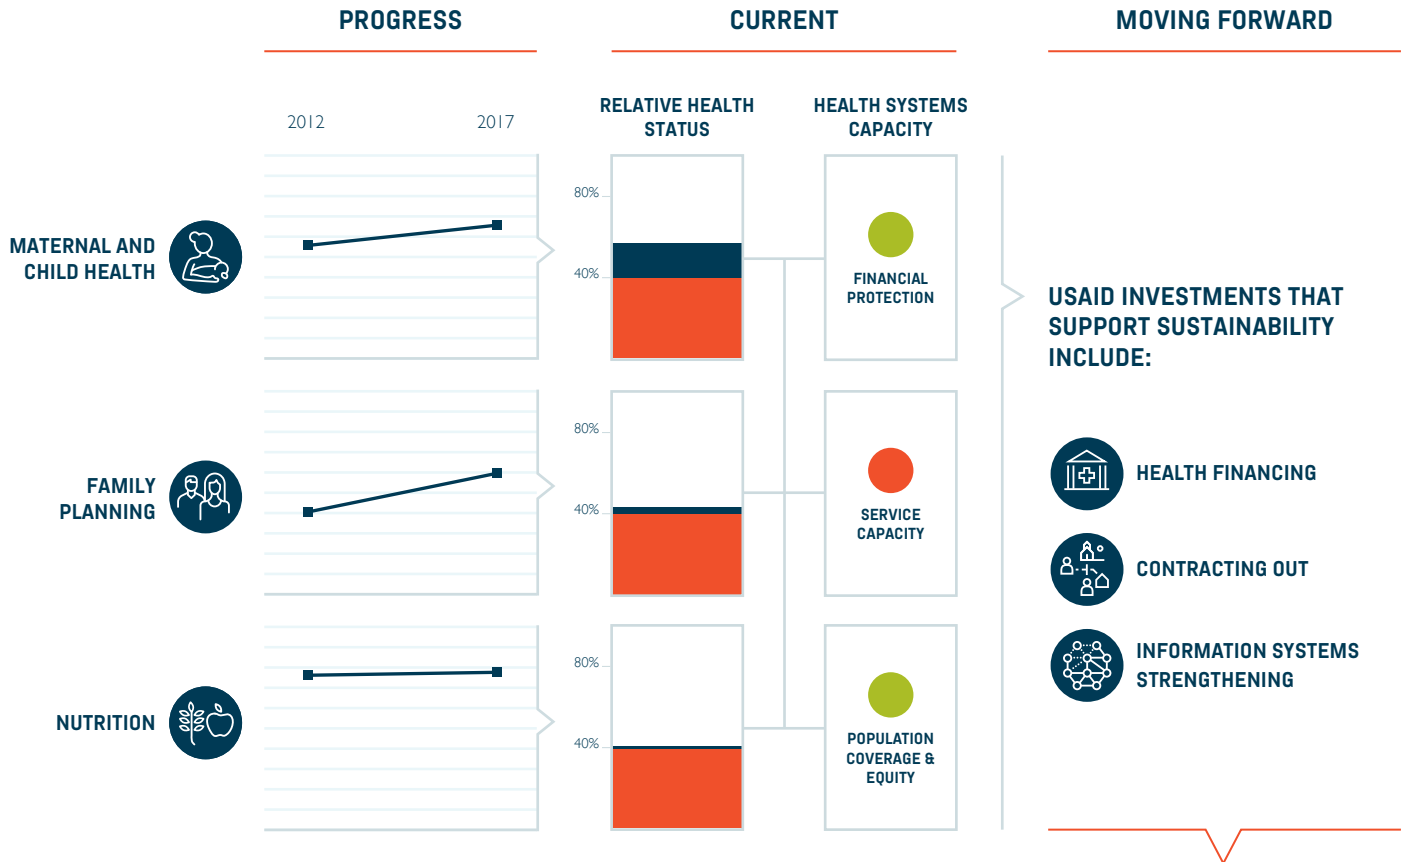 PROGRESS
CURRENT
MOVING FORWARD
2012
2017
RELATIVE HEALTH
STATUS
HEALTH SYSTEMS
CAPACITY
MATERNAL AND
CHILD HEALTH
80%
40%
FINANCIAL
PROTECTION
FAMILY
PLANNING
80%
40%
SERVICE
CAPACITY
NUTRITION
80%
40%
POPULATION
COVERAGE &
EQUITY
USAID INVESTMENTS THAT
SUPPORT SUSTAINABILITY
INCLUDE:
HEALTH FINANCING
CONTRACTING OUT
INFORMATION SYSTEMS
STRENGTHENING